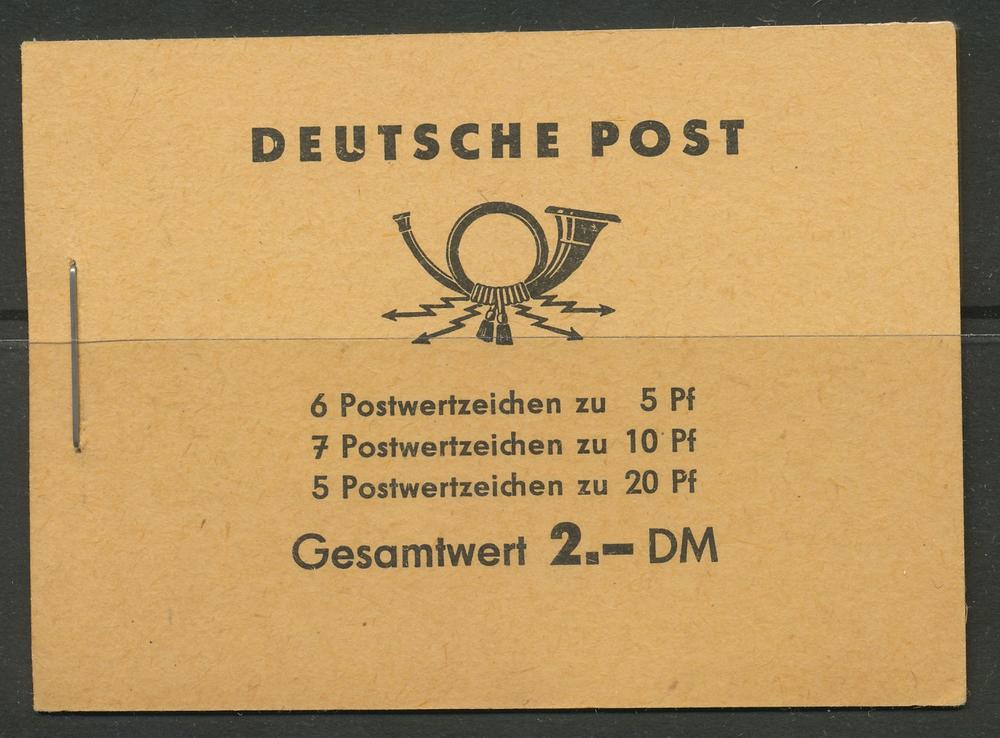 DEUTSCHE POST
6 Postwertzeichen zu 5 Pf
7 Postwertzeichen zu 10 Pf
5 Postwertzeichen zu 20 Pf
Gesamtwert 2.– DM